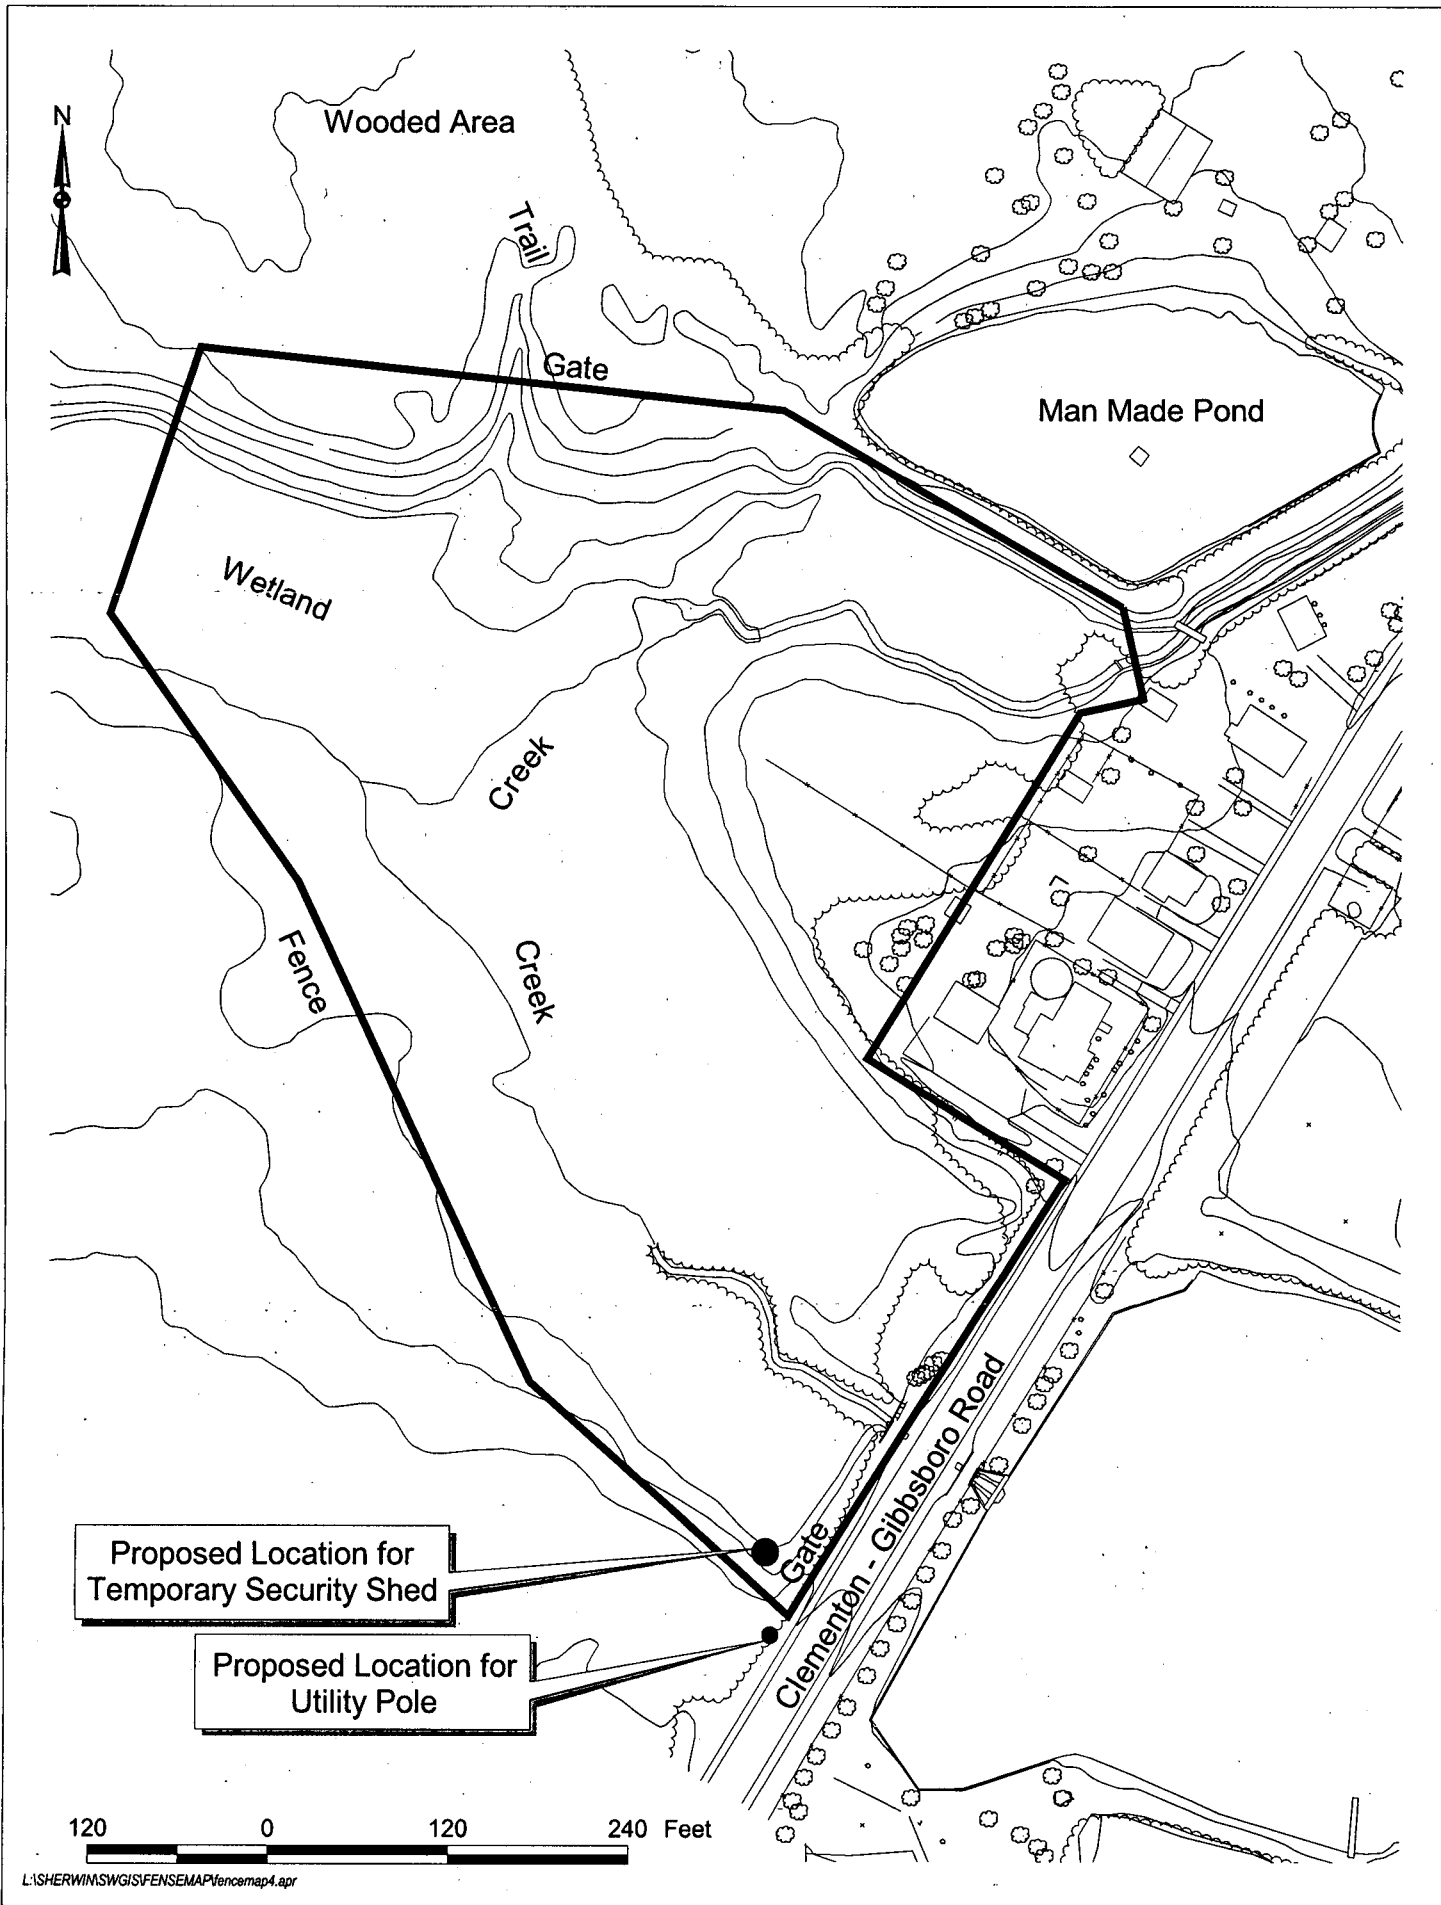 N
Wooded Area
Trail
Gate
Man Made Pond
Wetland
Creek
Creek
Fence
Proposed Location for
Temporary Security Shed
Gate
Clementon - Gibbsboro Road
Proposed Location for
Utility Pole
120 0 120 240 Feet
L:\SHERWIN\SWGIS\FENSEMAP\fencemap4.apr